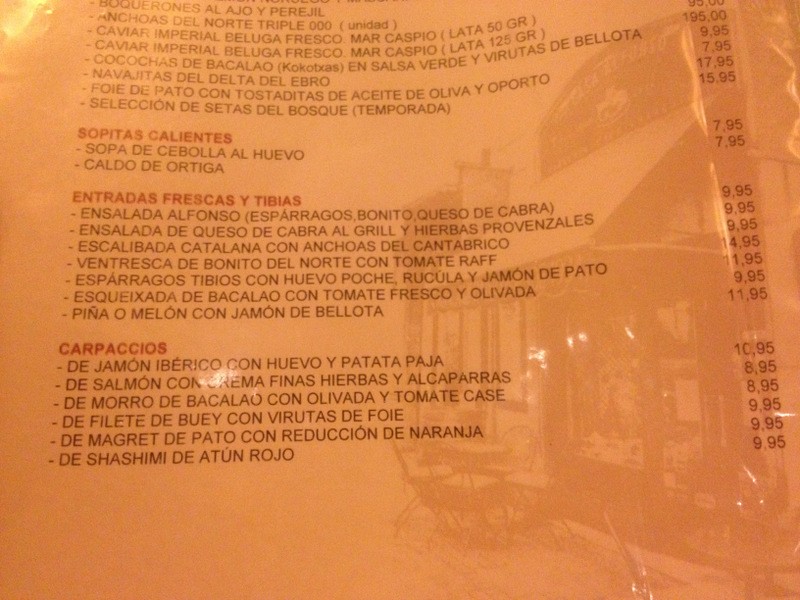 - BOQUERONES AL AJO Y PEREJIL
- ANCHOAS DEL NORTE TRIPLE 000 ( unidad )
- CAVIAR IMPERIAL BELUGA FRESCO. MAR CASPIO ( LATA 50 GR ) 95,00
- CAVIAR IMPERIAL BELUGA FRESCO. MAR CASPIO ( LATA 125 GR ) 195,00
- COCOCHAS DE BACALAO (Kokotxas) EN SALSA VERDE Y VIRUTAS DE BELLOTA 9,95
- NAVAJITAS DEL DELTA DEL EBRO 7,95
- FOIE DE PATO CON TOSTADITAS DE ACEITE DE OLIVA Y OPORTO 17,95
- SELECCIÓN DE SETAS DEL BOSQUE (TEMPORADA) 15,95
SOPITAS CALIENTES
- SOPA DE CEBOLLA AL HUEVO 7,95
- CALDO DE ORTIGA 7,95
ENTRADAS FRESCAS Y TIBIAS
- ENSALADA ALFONSO (ESPÁRRAGOS,BONITO,QUESO DE CABRA) 9,95
- ENSALADA DE QUESO DE CABRA AL GRILL Y HIERBAS PROVENZALES 9,95
- ESCALIBADA CATALANA CON ANCHOAS DEL CANTABRICO 9,95
- VENTRESCA DE BONITO DEL NORTE CON TOMATE RAFF 14,95
- ESPÁRRAGOS TIBIOS CON HUEVO POCHE, RUCÚLA Y JAMÓN DE PATO 11,95
- ESQUEIXADA DE BACALAO CON TOMATE FRESCO Y OLIVADA 9,95
- PIÑA O MELÓN CON JAMÓN DE BELLOTA 11,95
CARPACCIOS
- DE JAMÓN IBÉRICO CON HUEVO Y PATATA PAJA 10,95
- DE SALMÓN CON CREMA FINAS HIERBAS Y ALCAPARRAS 8,95
- DE MORRO DE BACALAO CON OLIVADA Y TOMATE CASE 8,95
- DE FILETE DE BUEY CON VIRUTAS DE FOIE 9,95
- DE MAGRET DE PATO CON REDUCCIÓN DE NARANJA 9,95
- DE SHASHIMI DE ATÚN ROJO 9,95